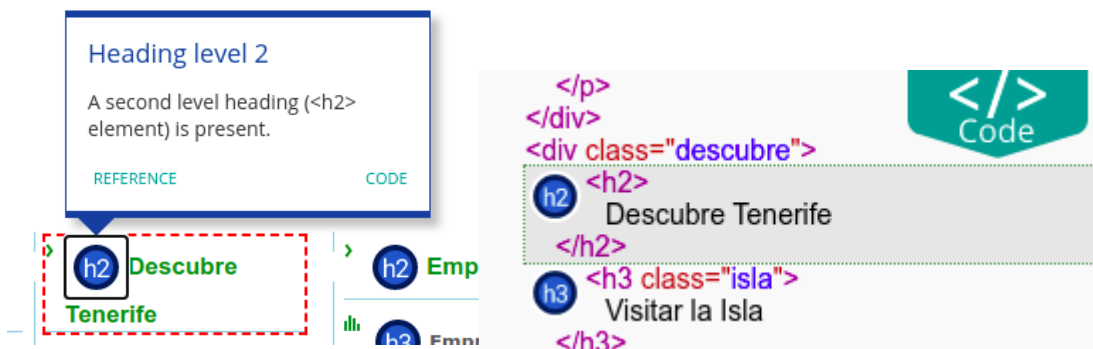 Heading level 2
A second level heading (<h2>
element) is present.
REFERENCE
CODE
h2
Descubre
Tenerife
h2
Emp
h3
</p>
</div>
<div class="descubre">
h2
<h2>
Descubre Tenerife
</h2>
h3
<h3 class="isla">
Visitar la Isla
</h3>
</>
Code